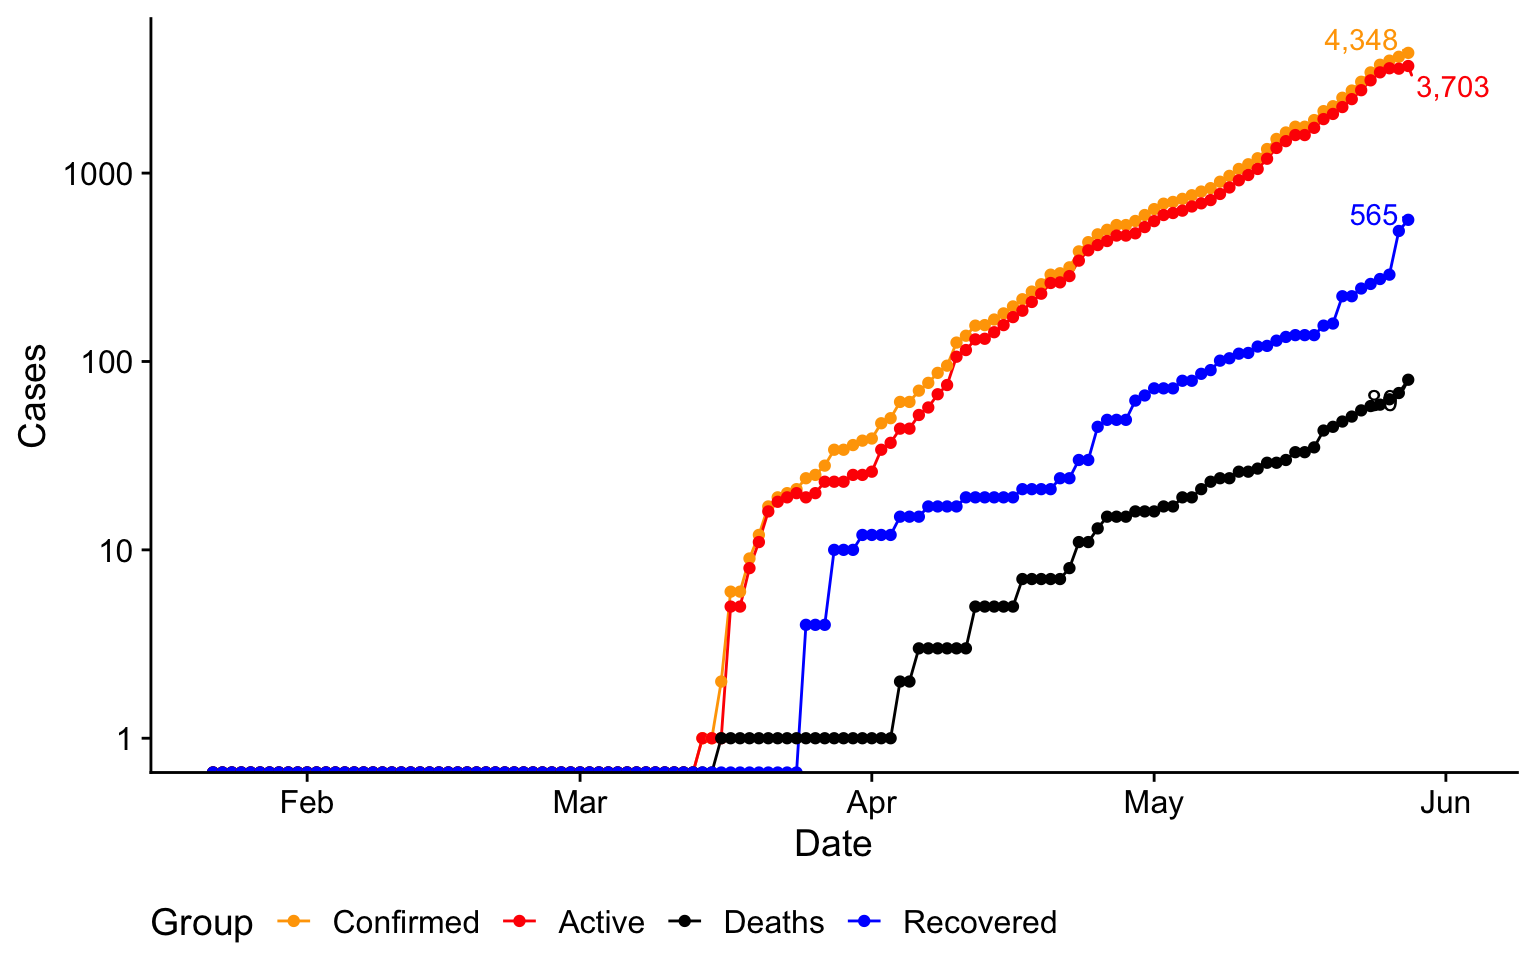 4,348
3,703
1000
565
100
80
10
1
Cases
Feb Mar Apr May Jun
Date
Group Confirmed Active Deaths Recovered